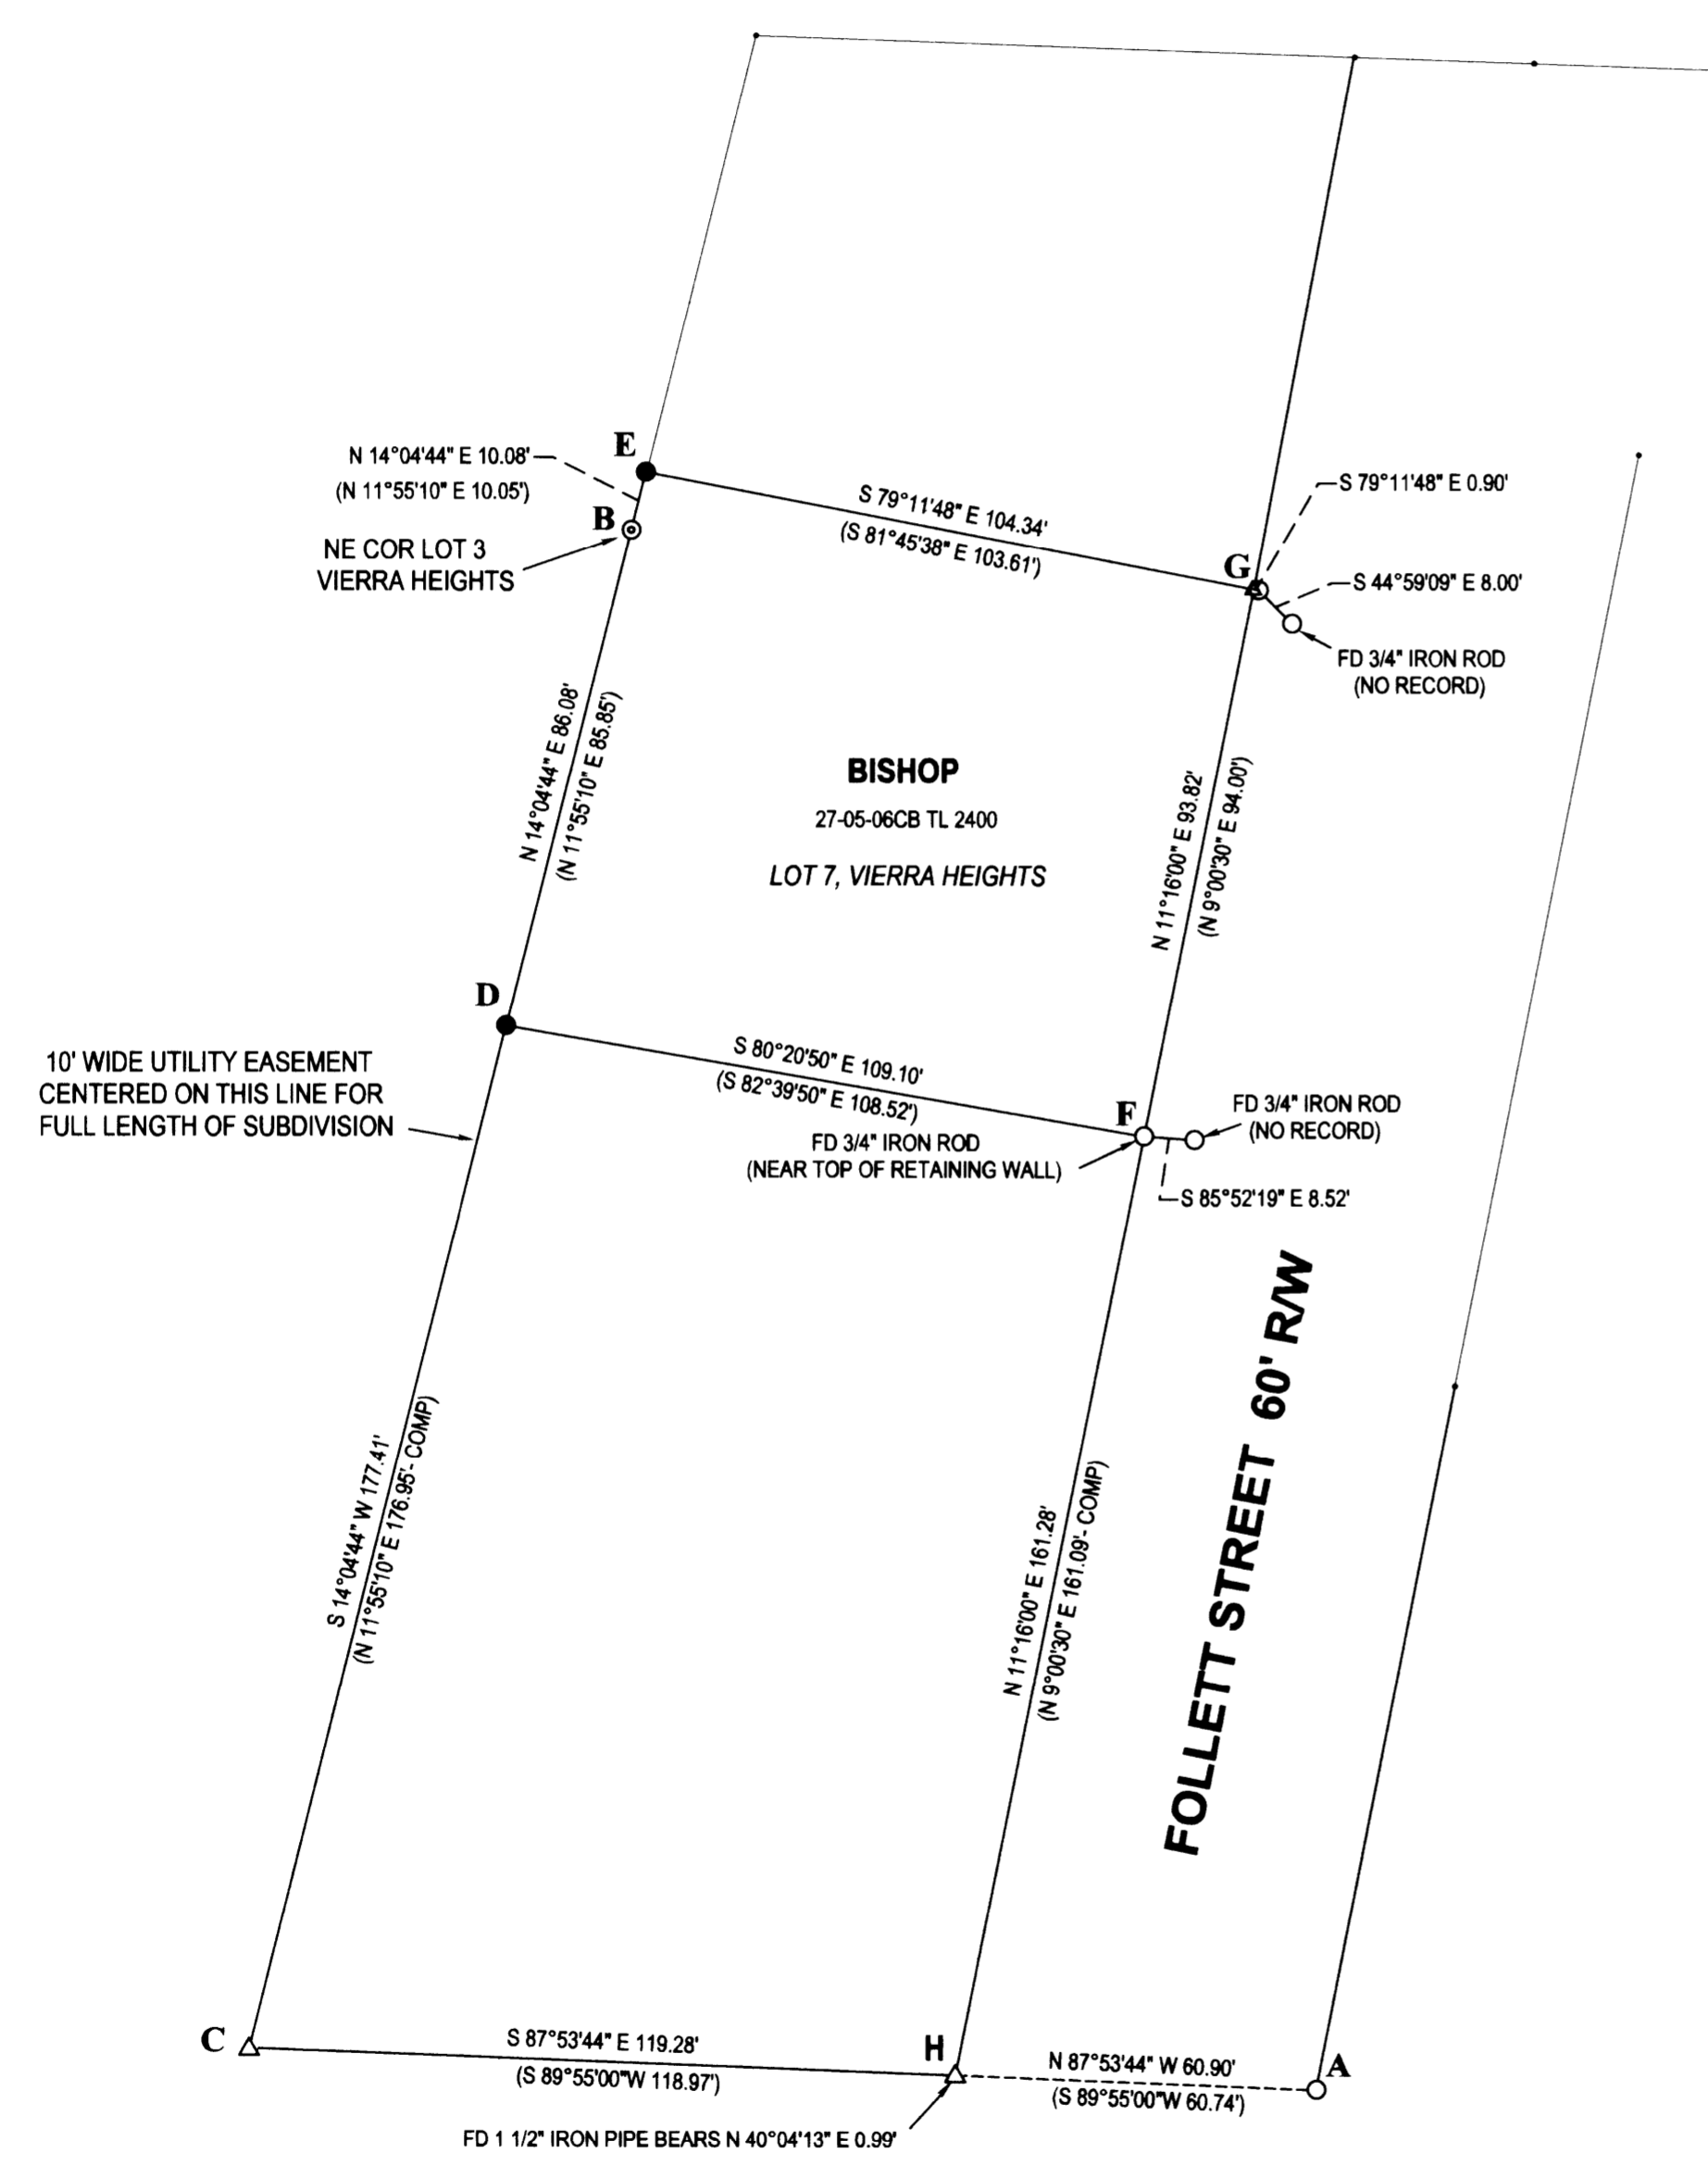 E
N 14°04'44" E 10.08'
(N 11°55'10" E 10.05')
B
NE COR LOT 3
VIERRA HEIGHTS
S 79°11'48" E 104.34'
(S 81°45'38" E 103.61')
G
S 79°11'48" E 0.90'
S 44°59'09" E 8.00'
FD 3/4" IRON ROD
(NO RECORD)
N 14°04'44" E 86.08'
(N 11°55'10" E 85.85')
BISHOP
27-05-06CB TL 2400
LOT 7, VIERRA HEIGHTS
N 11°16'00" E 93.82'
(N 9°00'30" E 94.00')
D
10' WIDE UTILITY EASEMENT
CENTERED ON THIS LINE FOR
FULL LENGTH OF SUBDIVISION
S 80°20'50" E 109.10'
(S 82°39'50" E 108.52')
F
FD 3/4" IRON ROD
(NEAR TOP OF RETAINING WALL)
FD 3/4" IRON ROD
(NO RECORD)
S 85°52'19" E 8.52'
FOLLETT STREET 60' R/W
S 14°04'44" W 177.41'
(N 11°55'10" E 176.95'- COMP)
N 11°16'00" E 161.28'
(N 9°00'30" E 161.09'- COMP)
C
S 87°53'44" E 119.28'
(S 89°55'00"W 118.97')
H
N 87°53'44" W 60.90'
(S 89°55'00"W 60.74')
A
FD 1 1/2" IRON PIPE BEARS N 40°04'13" E 0.99'